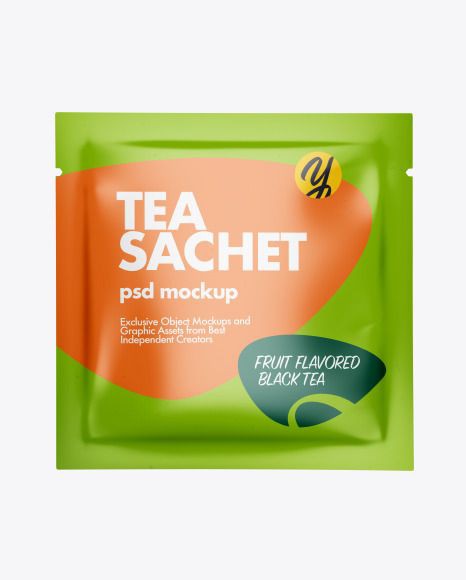 y
TEA
SACHET
psd mockup
Exclusive Object Mockups and
Graphic Assets from Best
Independent Creators
FRUIT FLAVORED
BLACK TEA